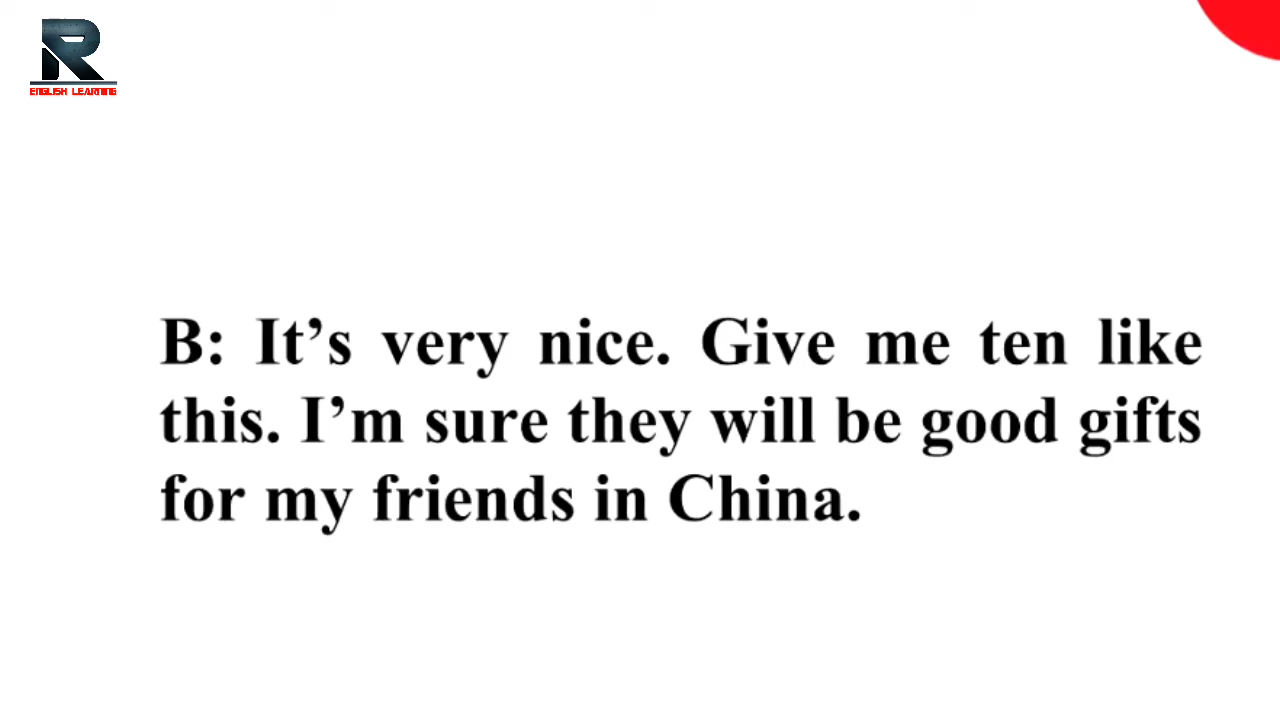 R
ENGLISH LEARNING
B: It’s very nice. Give me ten like
this. I’m sure they will be good gifts
for my friends in China.